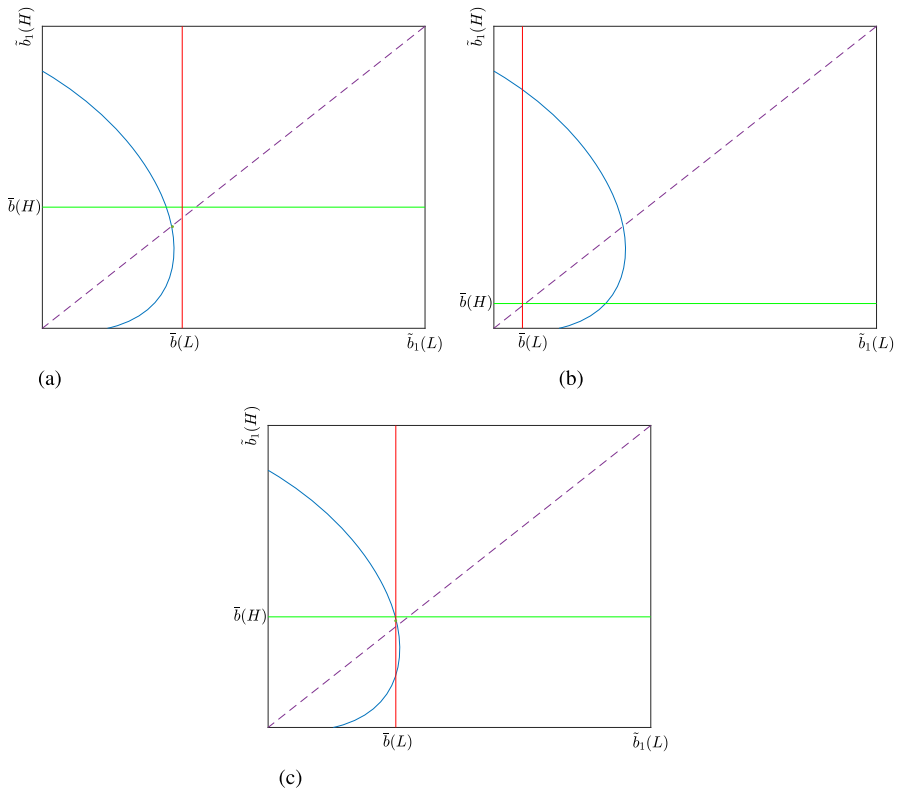 b̃₁(H)
b̅(H)
b̅(L)
b̃₁(L)
(a)
b̃₁(H)
b̅(H)
b̅(L)
b̃₁(L)
(b)
b̃₁(H)
b̅(H)
b̅(L)
b̃₁(L)
(c)